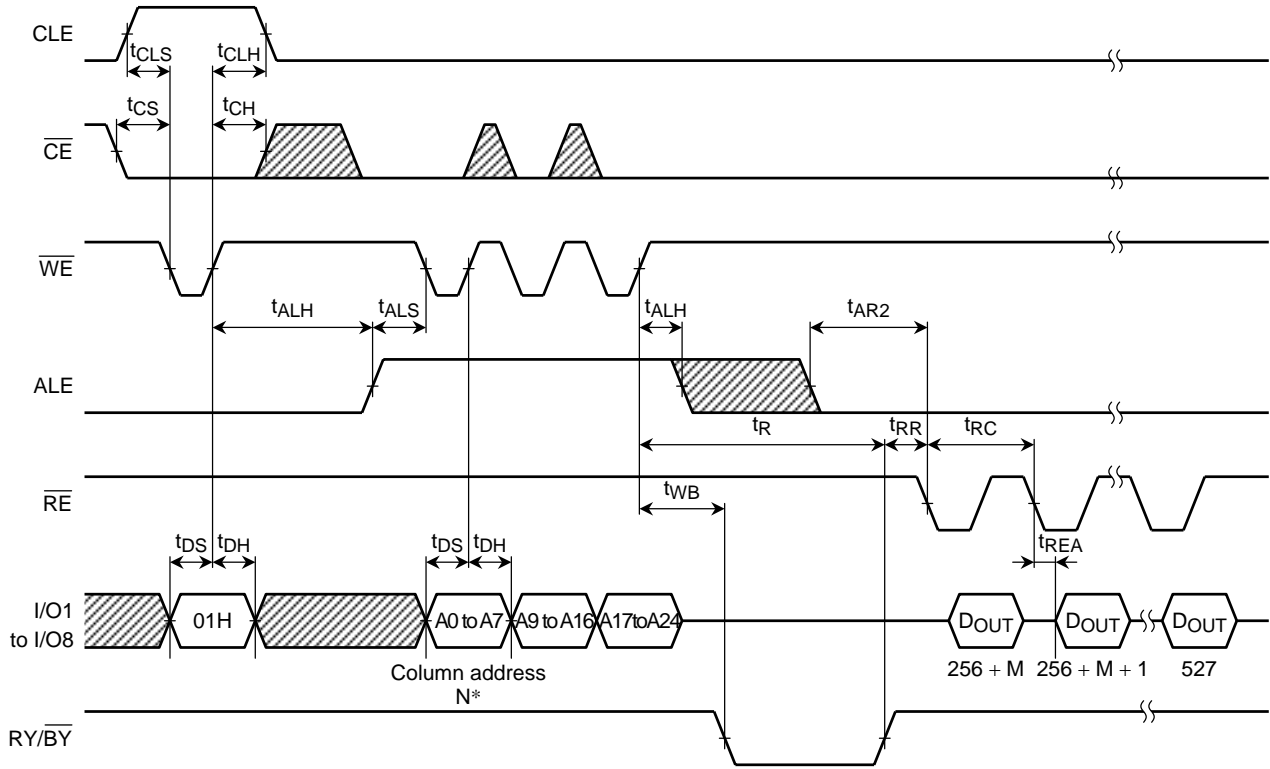 CLE
tCLS
tCLH
tCS
tCH
CE
WE
tALH
tALS
tALH
tAR2
ALE
tR
tRR
tRC
RE
tWB
tDS
tDH
tDS
tDH
tREA
I/O1
to I/O8
01H
A0 to A7
A9 to A16
A17 to A24
DOUT
DOUT
DOUT
Column address
N*
256 + M
256 + M + 1
527
RY/BY